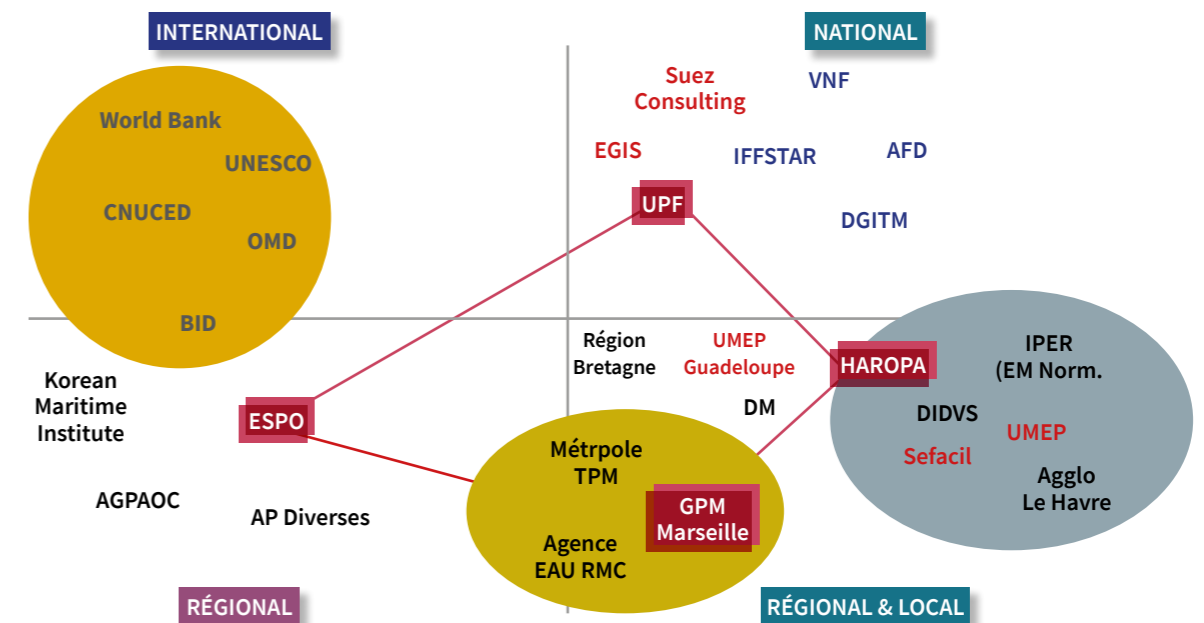 INTERNATIONAL
World Bank
UNESCO
CNUCED
OMD
BID
NATIONAL
Suez
Consulting
VNF
EGIS
IFFSTAR
AFD
UPF
DGITM
Korean
Maritime
Institute
ESPO
AGPAOC
AP Diverses
RÉGIONAL
Région
Bretagne
UMEP
Guadeloupe
DM
HAROPA
IPER
(EM Norm.
DIDVS
UMEP
Sefacil
Agglo
Le Havre
Métrpole
TPM
GPM
Marseille
Agence
EAU RMC
RÉGIONAL & LOCAL